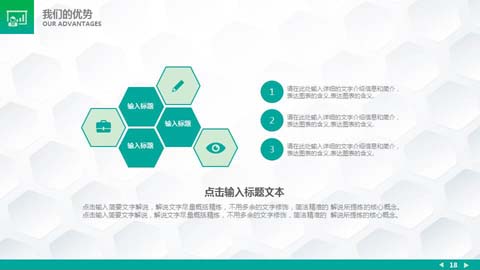 我们的优势
OUR ADVANTAGES
输入标题
输入标题
输入标题
1
请在此处输入详细的文字介绍信息和简介，
表达图表的含义,表达图表的含义.
2
请在此处输入详细的文字介绍信息和简介，
表达图表的含义,表达图表的含义.
3
请在此处输入详细的文字介绍信息和简介，
表达图表的含义,表达图表的含义.
点击输入标题文本
点击输入简要文字解说，解说文字尽量概括精炼，不用多余的文字修饰，简洁精准的 解说所提炼的核心概念。
点击输入简要文字解说，解说文字尽量概括精炼，不用多余的文字修饰，简洁精准的 解说所提炼的核心概念。
18